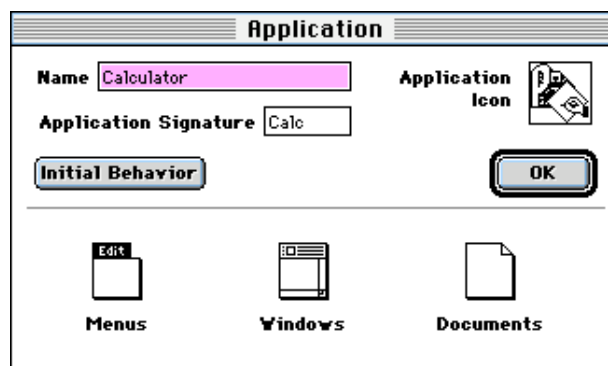 Application
Name Calculator
Application Icon
Application Signature Calc
Initial Behavior
OK
Edit
Menus
Windows
Documents